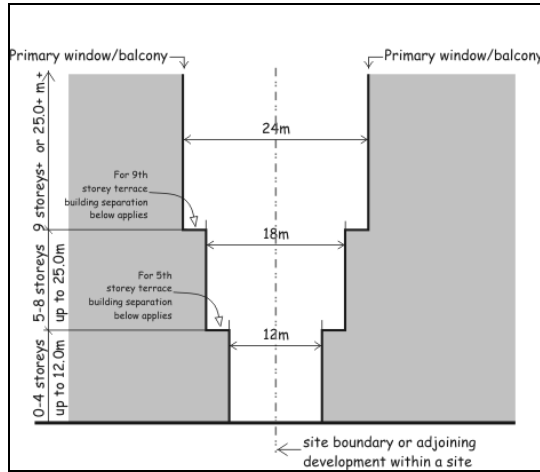 Primary window/balcony
Primary window/balcony
9 storeys+ or 25.0+ m +
24m
For 9th
storey terrace
building separation
below applies
18m
5-8 storeys
up to 25.0m
For 5th
storey terrace
building separation
below applies
12m
0-4 storeys
up to 12.0m
site boundary or adjoining
development within a site